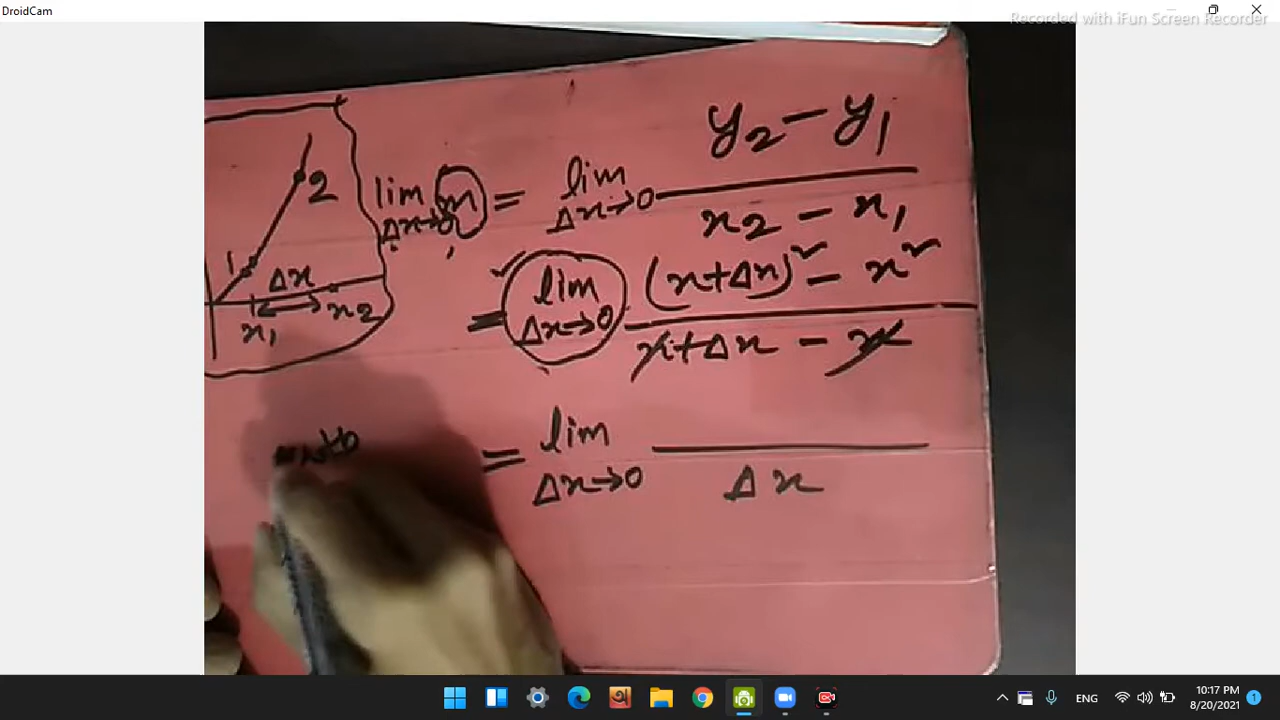 DroidCam
Recorded with iFun Screen Recorder
2
1
Δx
x₁ x₂
lim Δx→0 m = lim Δx→0 (y₂ − y₁) / (x₂ − x₁)
= lim Δx→0 ((x+Δx)² − x²) / (x+Δx − x)
= lim Δx→0 / Δx
ENG
10:17 PM
8/20/2021
1